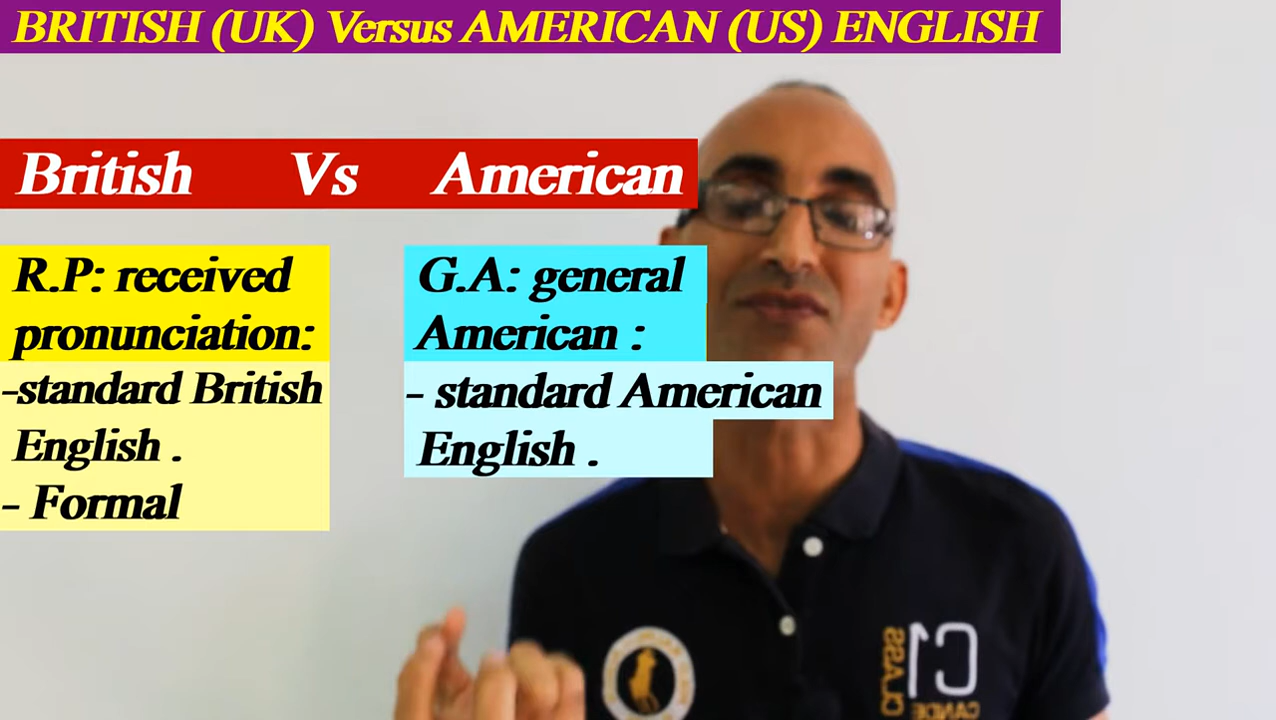 BRITISH (UK) Versus AMERICAN (US) ENGLISH
British Vs American
R.P: received
pronunciation:
-standard British
English .
- Formal
G.A: general
American :
- standard American
English .
C1
CLASS